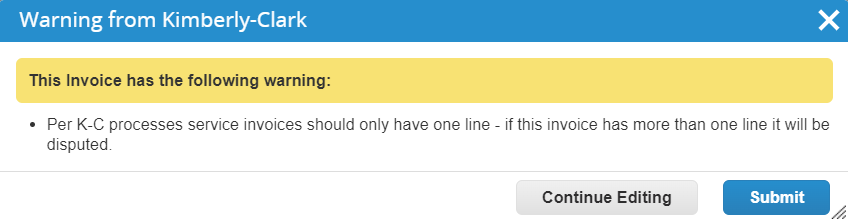 Warning from Kimberly-Clark
This Invoice has the following warning:
• Per K-C processes service invoices should only have one line - if this invoice has more than one line it will be
disputed.
Continue Editing
Submit